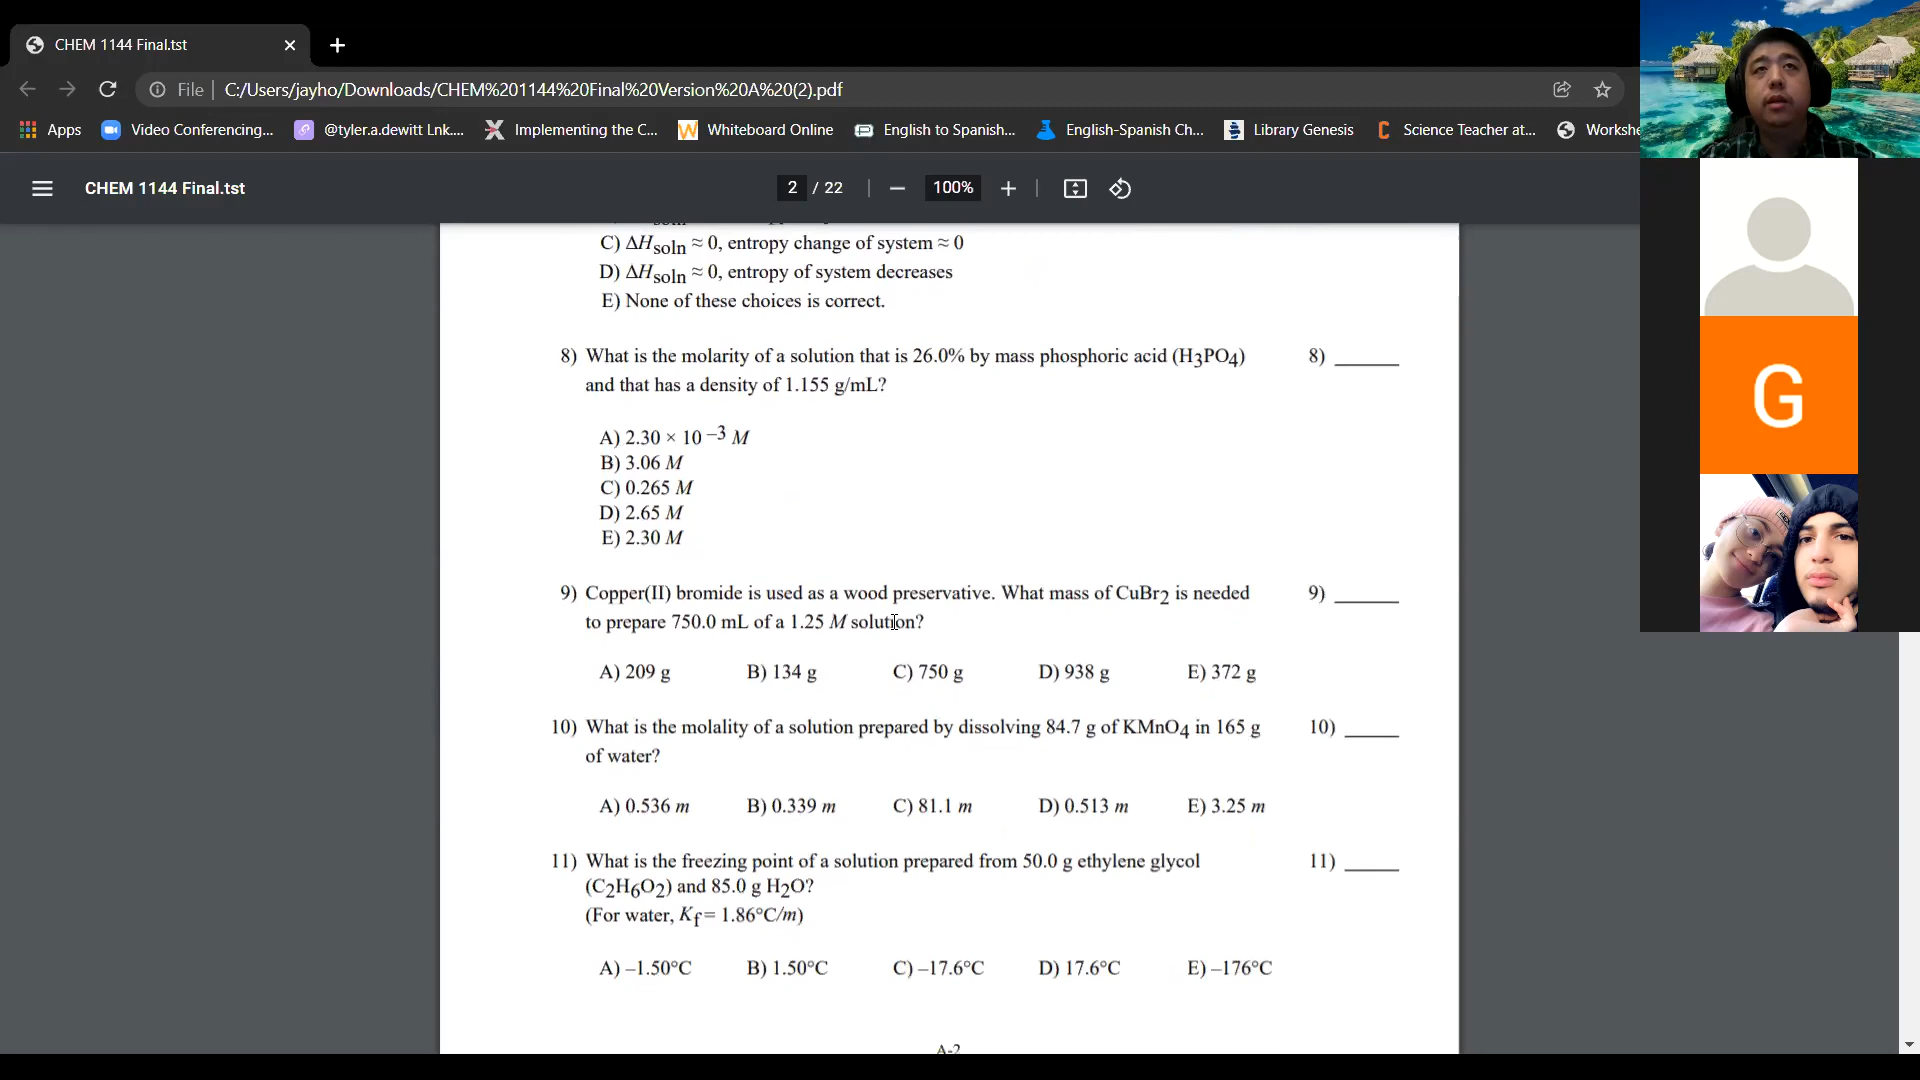 CHEM 1144 Final.tst
File
C:/Users/jayho/Downloads/CHEM%201144%20Final%20Version%20A%20(2).pdf
Apps
Video Conferencing...
@tyler.a.dewitt Lnk....
Implementing the C...
Whiteboard Online
English to Spanish...
English-Spanish Ch...
Library Genesis
Science Teacher at...
CHEM 1144 Final.tst
2 / 22
100%
C) ΔHsoln ≈ 0, entropy change of system ≈ 0
D) ΔHsoln ≈ 0, entropy of system decreases
E) None of these choices is correct.
8) What is the molarity of a solution that is 26.0% by mass phosphoric acid (H3PO4) 8) ______
and that has a density of 1.155 g/mL?
A) 2.30 × 10 –3 M
B) 3.06 M
C) 0.265 M
D) 2.65 M
E) 2.30 M
9) Copper(II) bromide is used as a wood preservative. What mass of CuBr2 is needed 9) ______
to prepare 750.0 mL of a 1.25 M solution?
A) 209 g B) 134 g C) 750 g D) 938 g E) 372 g
10) What is the molality of a solution prepared by dissolving 84.7 g of KMnO4 in 165 g 10) ______
of water?
A) 0.536 m B) 0.339 m C) 81.1 m D) 0.513 m E) 3.25 m
11) What is the freezing point of a solution prepared from 50.0 g ethylene glycol 11) ______
(C2H6O2) and 85.0 g H2O?
(For water, Kf= 1.86°C/m)
A) –1.50°C B) 1.50°C C) –17.6°C D) 17.6°C E) –176°C
A-2
G